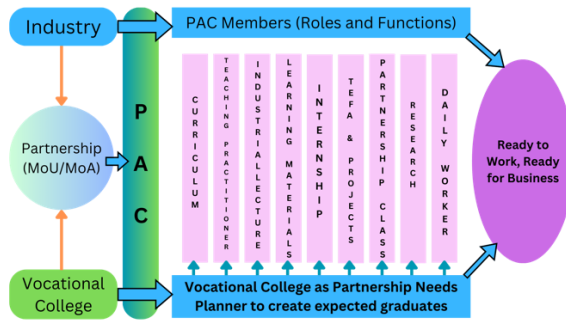 Industry
PAC Members (Roles and Functions)
Partnership
(MoU/MoA)
PAC
CURRICULUM
TEACHING PRACTITIONER
INDUSTRIAL LECTURE
LEARNING MATERIALS
INTERNSHIP
TEFA & PROJECTS
PARTNERSHIP CLASS
RESEARCH
DAILY WORKER
Ready to
Work, Ready
for Business
Vocational
College
Vocational College as Partnership Needs
Planner to create expected graduates